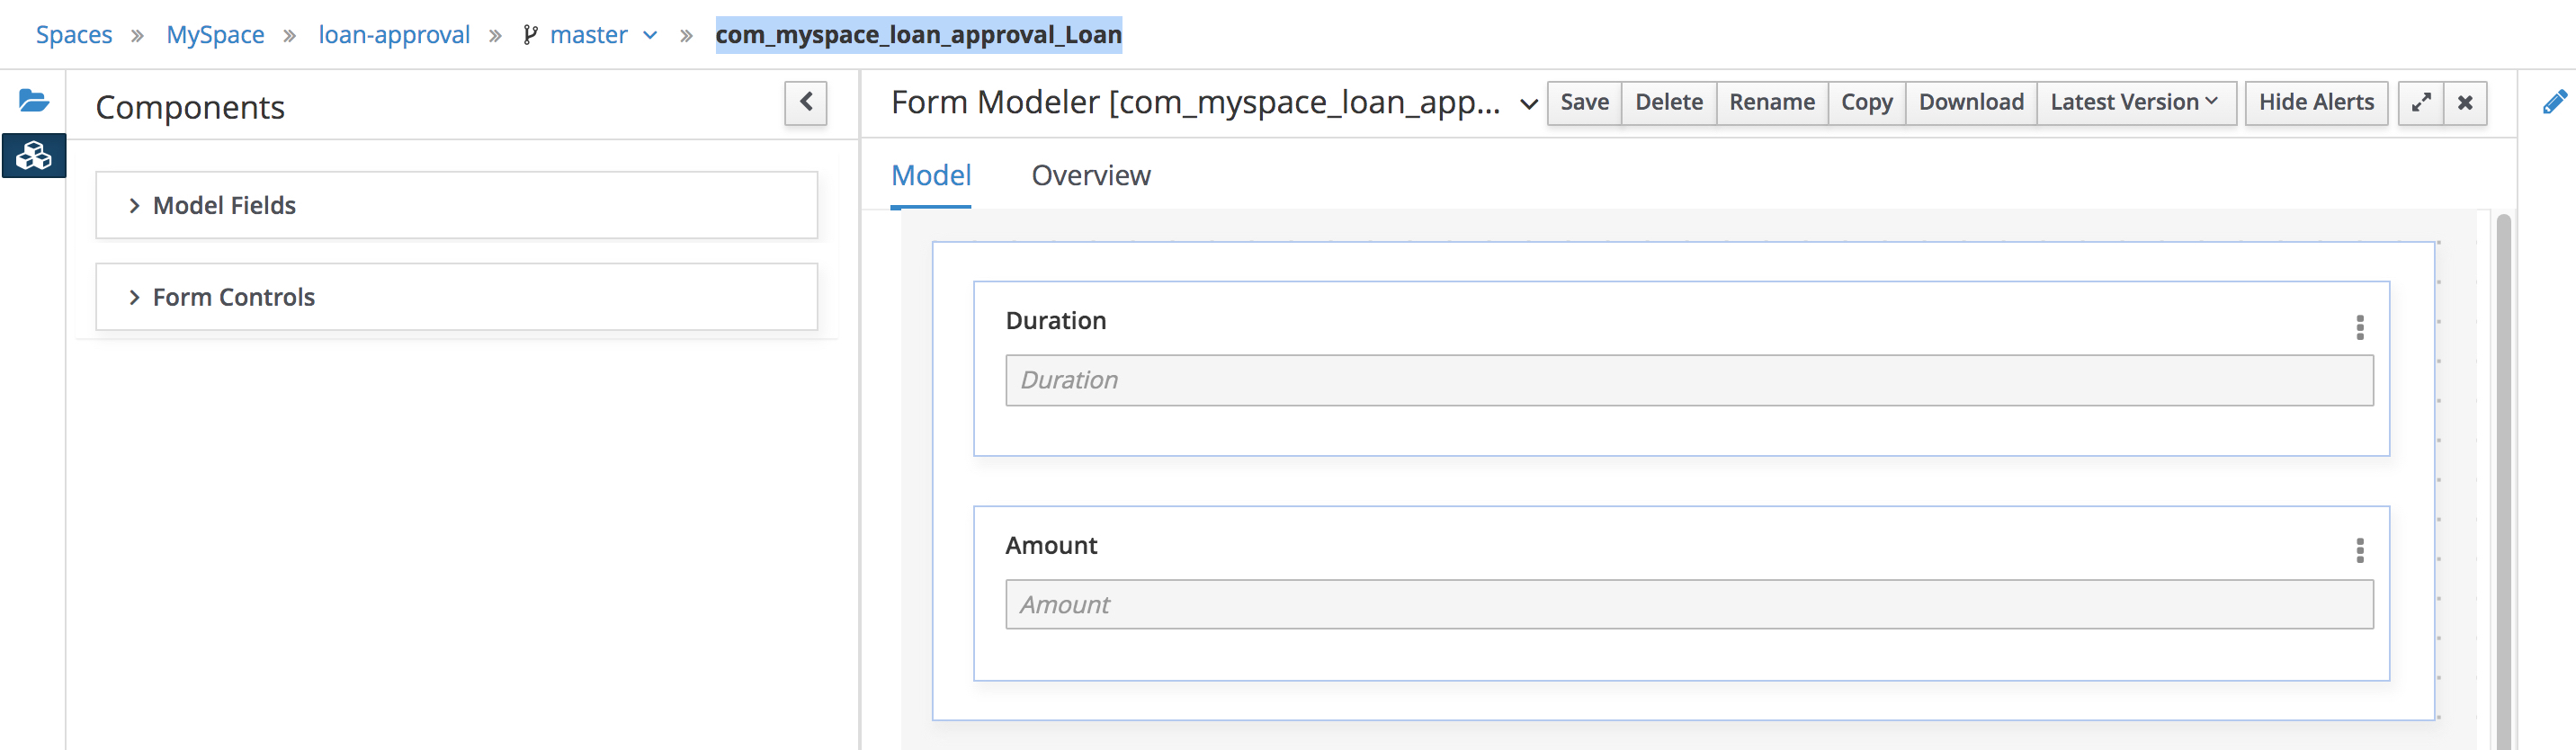 Spaces » MySpace » loan-approval » master » com_myspace_loan_approval_Loan
Components
Model Fields
Form Controls
Form Modeler [com_myspace_loan_app...
Save Delete Rename Copy Download Latest Version Hide Alerts
Model Overview
Duration
Duration
Amount
Amount